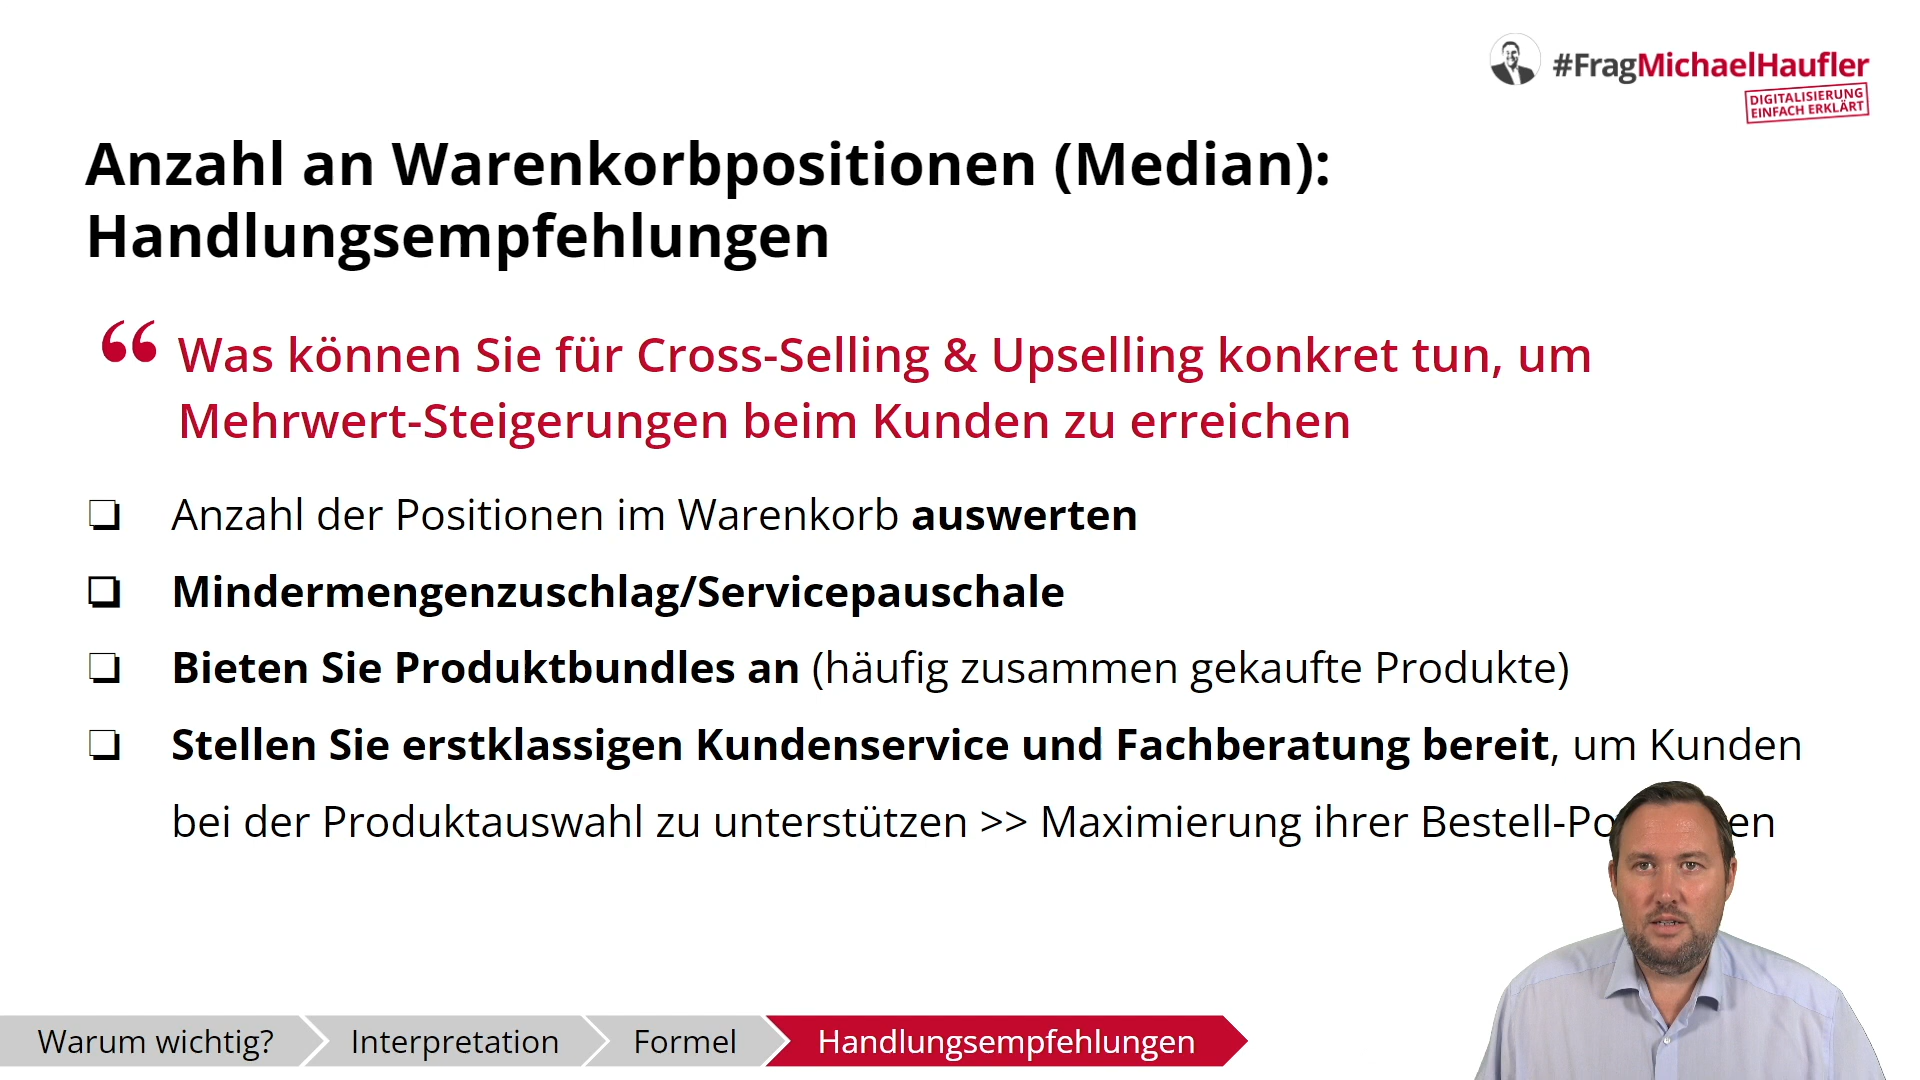 #FragMichaelHaufler
DIGITALISIERUNG
EINFACH ERKLÄRT
Anzahl an Warenkorbpositionen (Median):
Handlungsempfehlungen
“ Was können Sie für Cross-Selling & Upselling konkret tun, um
Mehrwert-Steigerungen beim Kunden zu erreichen
❏ Anzahl der Positionen im Warenkorb auswerten
❏ Mindermengenzuschlag/Servicepauschale
❏ Bieten Sie Produktbundles an (häufig zusammen gekaufte Produkte)
❏ Stellen Sie erstklassigen Kundenservice und Fachberatung bereit, um Kunden
bei der Produktauswahl zu unterstützen >> Maximierung ihrer
Warum wichtig? Interpretation Formel Handlungsempfehlungen